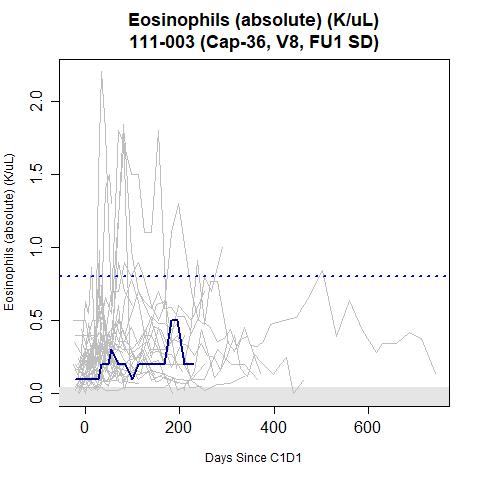 Eosinophils (absolute) (K/uL)
111-003 (Cap-36, V8, FU1 SD)
Eosinophils (absolute) (K/uL)
2.0
1.5
1.0
0.5
0.0
0 200 400 600
Days Since C1D1